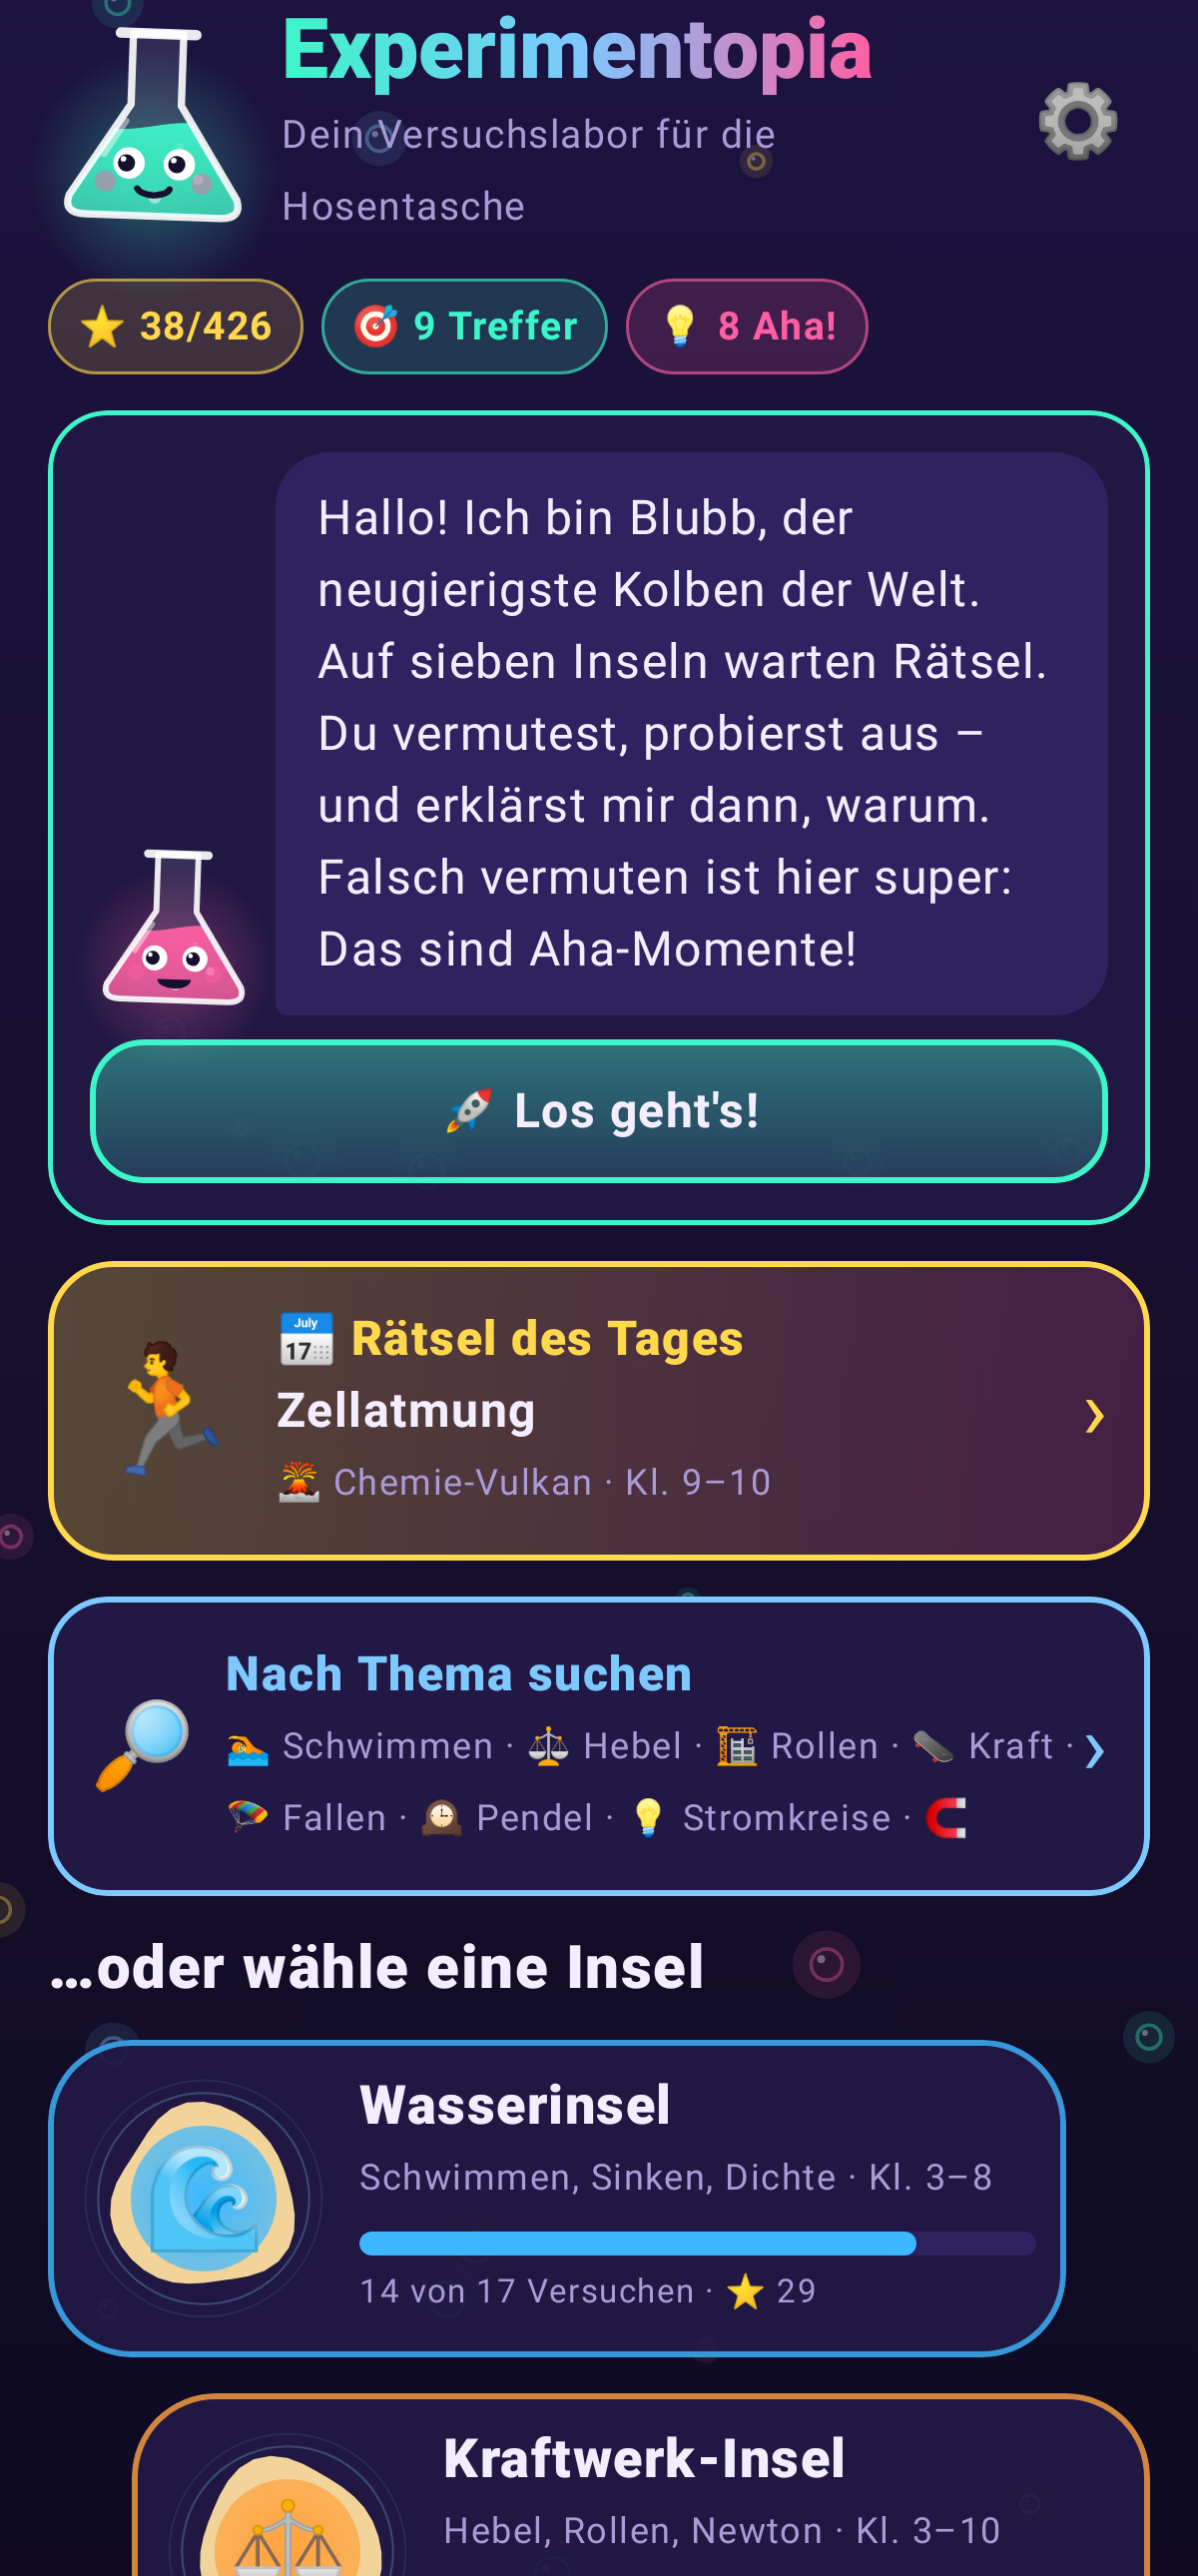 Experimentopia
Dein Versuchslabor für die
Hosentasche
⭐ 38/426
🎯 9 Treffer
💡 8 Aha!
Hallo! Ich bin Blubb, der
neugierigste Kolben der Welt.
Auf sieben Inseln warten Rätsel.
Du vermutest, probierst aus –
und erklärst mir dann, warum.
Falsch vermuten ist hier super:
Das sind Aha-Momente!
🚀 Los geht's!
📅 Rätsel des Tages
Zellatmung
🌋 Chemie-Vulkan · Kl. 9–10
›
Nach Thema suchen
🏊 Schwimmen · ⚖️ Hebel · 🏗️ Rollen · 🛹 Kraft ·
🪂 Fallen · 🕰️ Pendel · 💡 Stromkreise · 🧲
›
…oder wähle eine Insel
Wasserinsel
Schwimmen, Sinken, Dichte · Kl. 3–8
14 von 17 Versuchen · ⭐ 29
Kraftwerk-Insel
Hebel, Rollen, Newton · Kl. 3–10